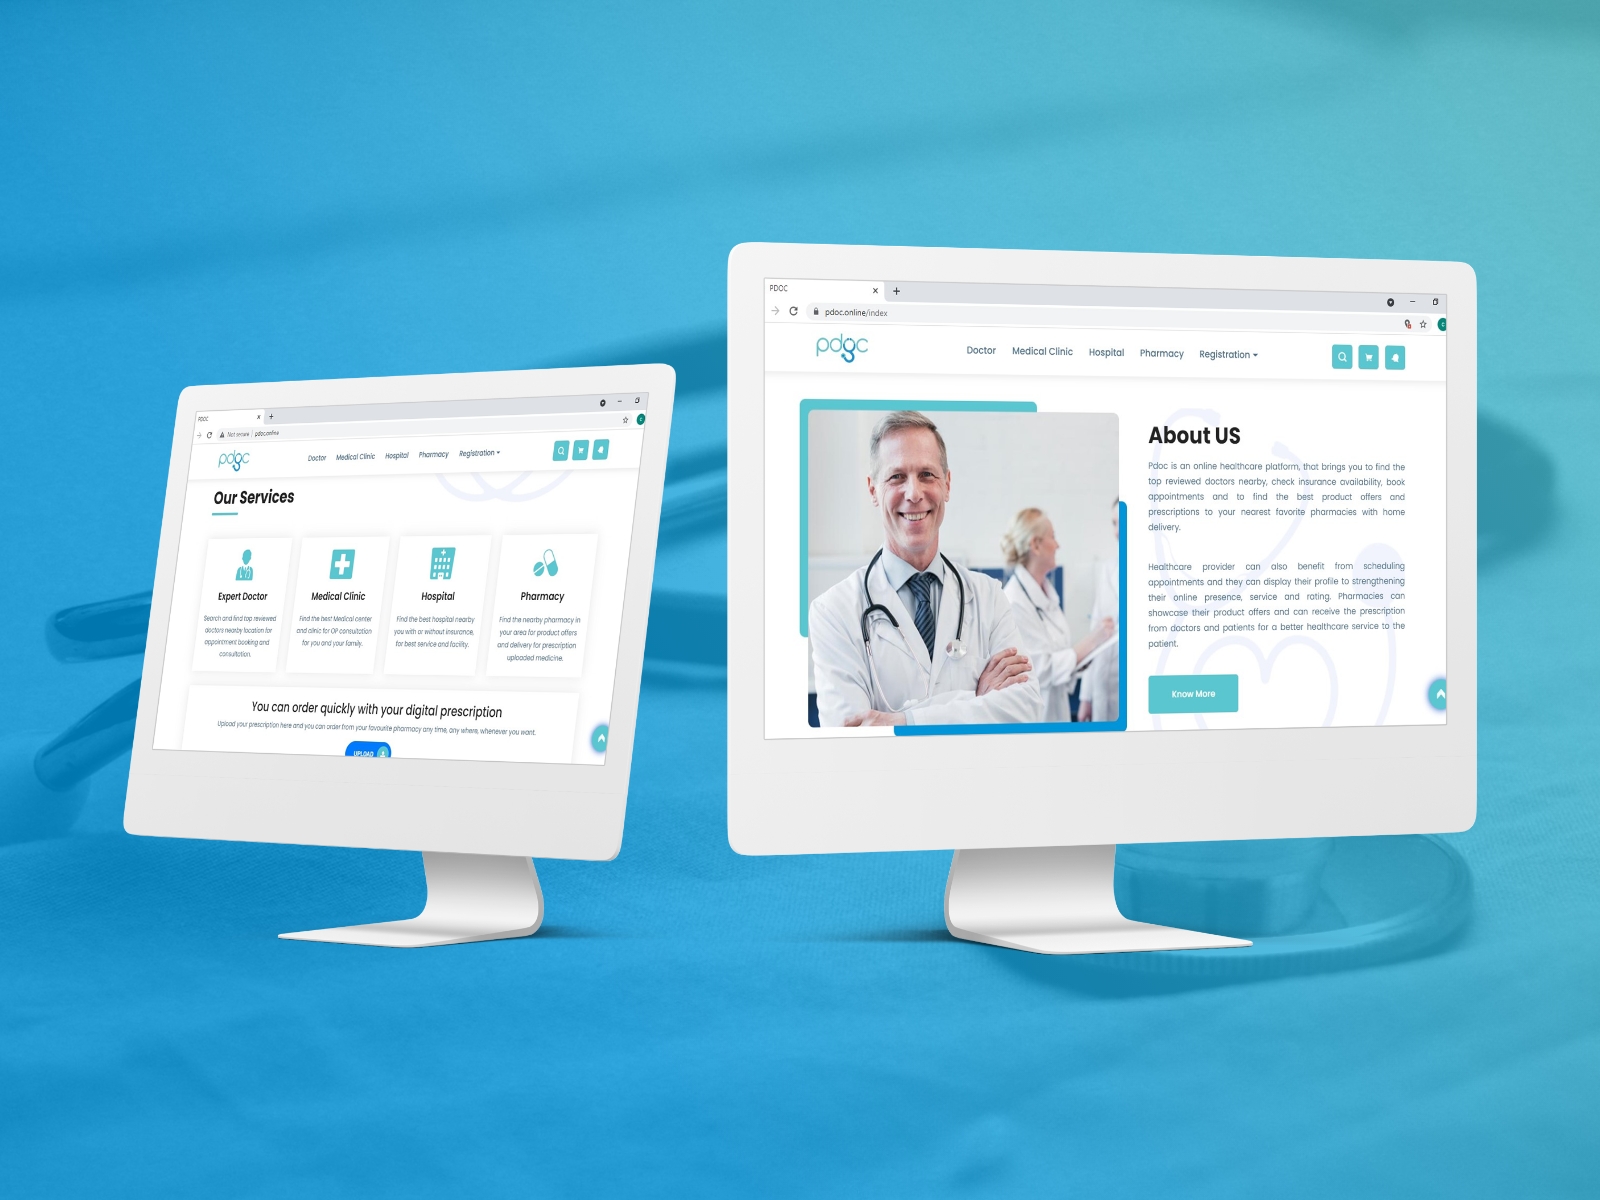 PDOC
Not secure pdoc.online
pdoc
Doctor Medical Clinic Hospital Pharmacy Registration
Our Services
Expert Doctor
Search and find top reviewed
doctors nearby location for
appointment booking and
consultation.
Medical Clinic
Find the best Medical center
and clinic for OP consultation
for you and your family.
Hospital
Find the best hospital nearby
you with or without insurance,
for best service and facility.
Pharmacy
Find the nearby pharmacy in
your area for product offers
and delivery for prescription
uploaded medicine.
You can order quickly with your digital prescription
Upload your prescription here and you can order from your favourite pharmacy any time, any where, whenever you want.
UPLOAD
PDOC
pdoc.online/index
pdoc
Doctor Medical Clinic Hospital Pharmacy Registration
About US
Pdoc is an online healthcare platform, that brings you to find the
top reviewed doctors nearby, check insurance availability, book
appointments and to find the best product offers and
prescriptions to your nearest favorite pharmacies with home
delivery.
Healthcare provider can also benefit from scheduling
appointments and they can display their profile to strengthening
their online presence, service and rating. Pharmacies can
showcase their product offers and can receive the prescription
from doctors and patients for a better healthcare service to the
patient.
Know More